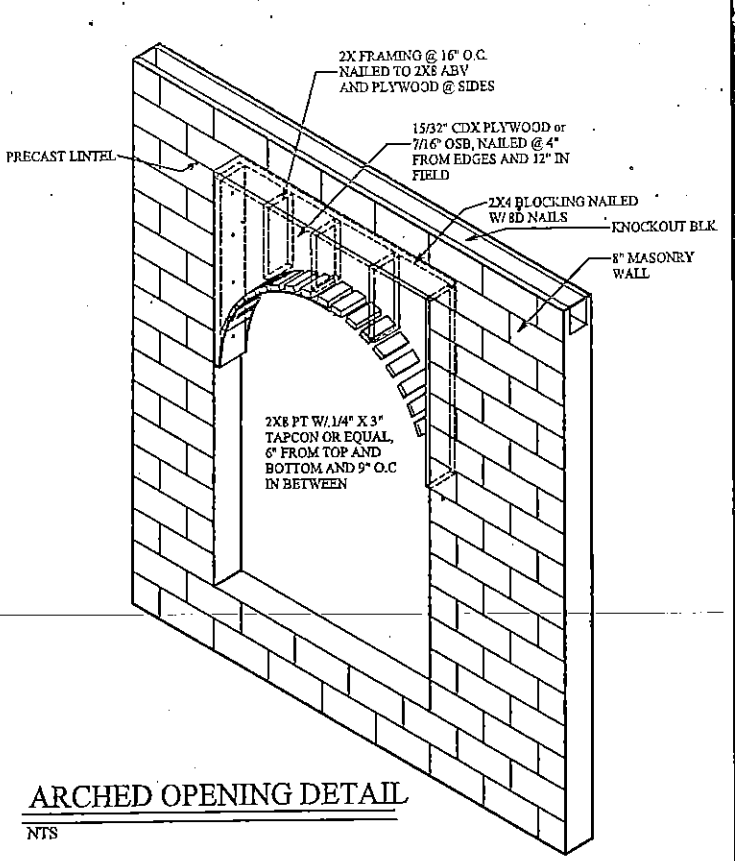 2X FRAMING @ 16" O.C.
NAILED TO 2X8 ABV
AND PLYWOOD @ SIDES
15/32" CDX PLYWOOD or
7/16" OSB, NAILED @ 4"
FROM EDGES AND 12" IN
FIELD
PRECAST LINTEL
2X4 BLOCKING NAILED
W/ 8D NAILS
KNOCKOUT BLK
8" MASONRY
WALL
2X8 PT W/ 1/4" X 3"
TAPCON OR EQUAL,
6" FROM TOP AND
BOTTOM AND 9" O.C
IN BETWEEN
ARCHED OPENING DETAIL
NTS